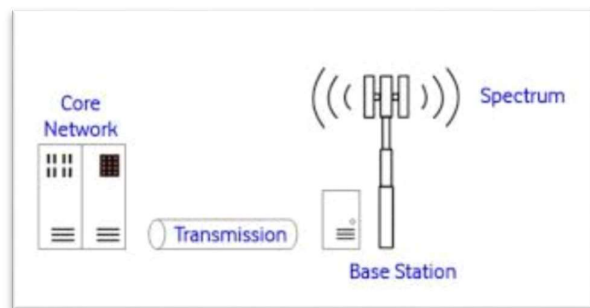 Core
Network
Transmission
Spectrum
Base Station